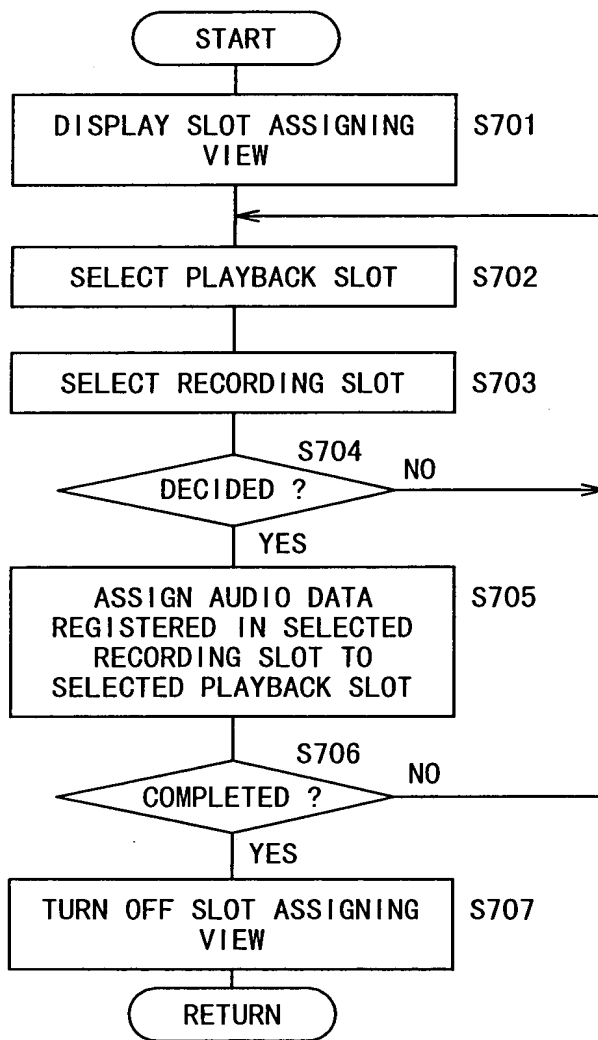 START
DISPLAY SLOT ASSIGNING
VIEW
S701
SELECT PLAYBACK SLOT
S702
SELECT RECORDING SLOT
S703
S704
DECIDED ?
NO
YES
ASSIGN AUDIO DATA
REGISTERED IN SELECTED
RECORDING SLOT TO
SELECTED PLAYBACK SLOT
S705
S706
COMPLETED ?
NO
YES
TURN OFF SLOT ASSIGNING
VIEW
S707
RETURN